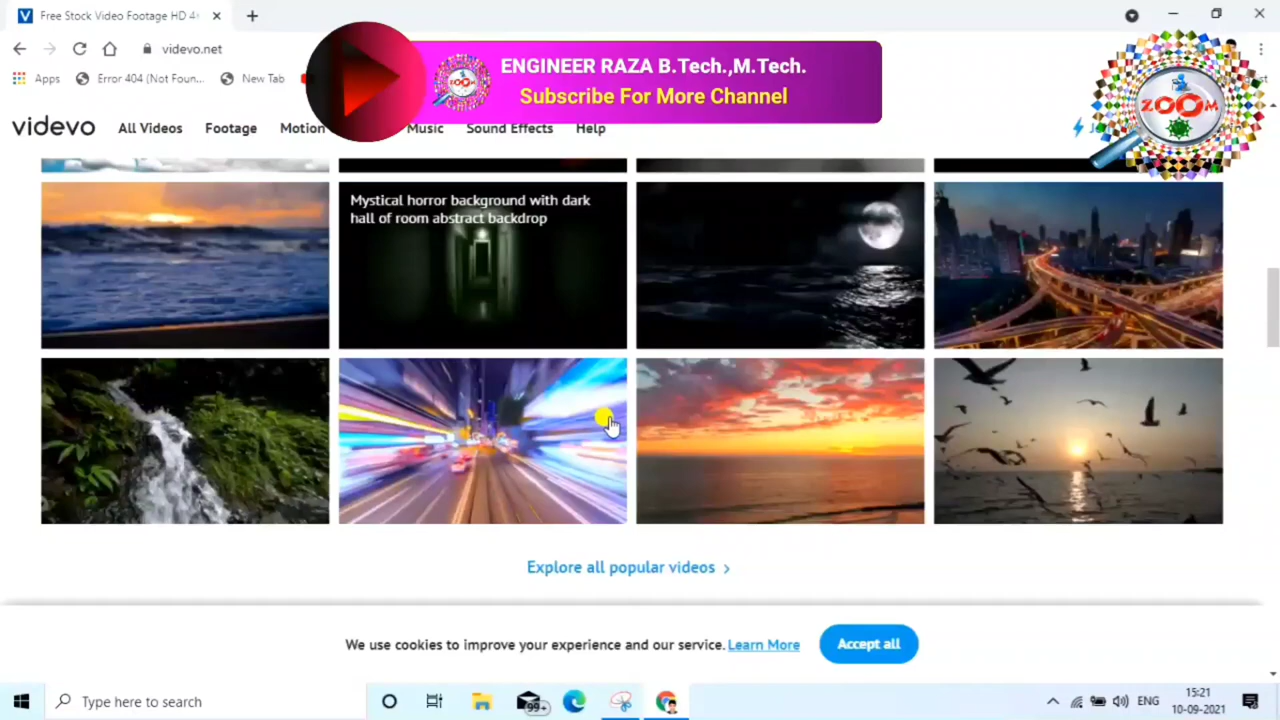 Free Stock Video Footage HD 4
videvo.net
Apps
Error 404 (Not Foun...
New Tab
ENGINEER RAZA B.Tech.,M.Tech.
Subscribe For More Channel
ZOOM
ZOOM
videvo
All Videos
Footage
Motion
Music
Sound Effects
Help
Mystical horror background with dark
hall of room abstract backdrop
Explore all popular videos >
We use cookies to improve your experience and our service. Learn More
Accept all
Type here to search
99+
ENG
15:21
10-09-2021